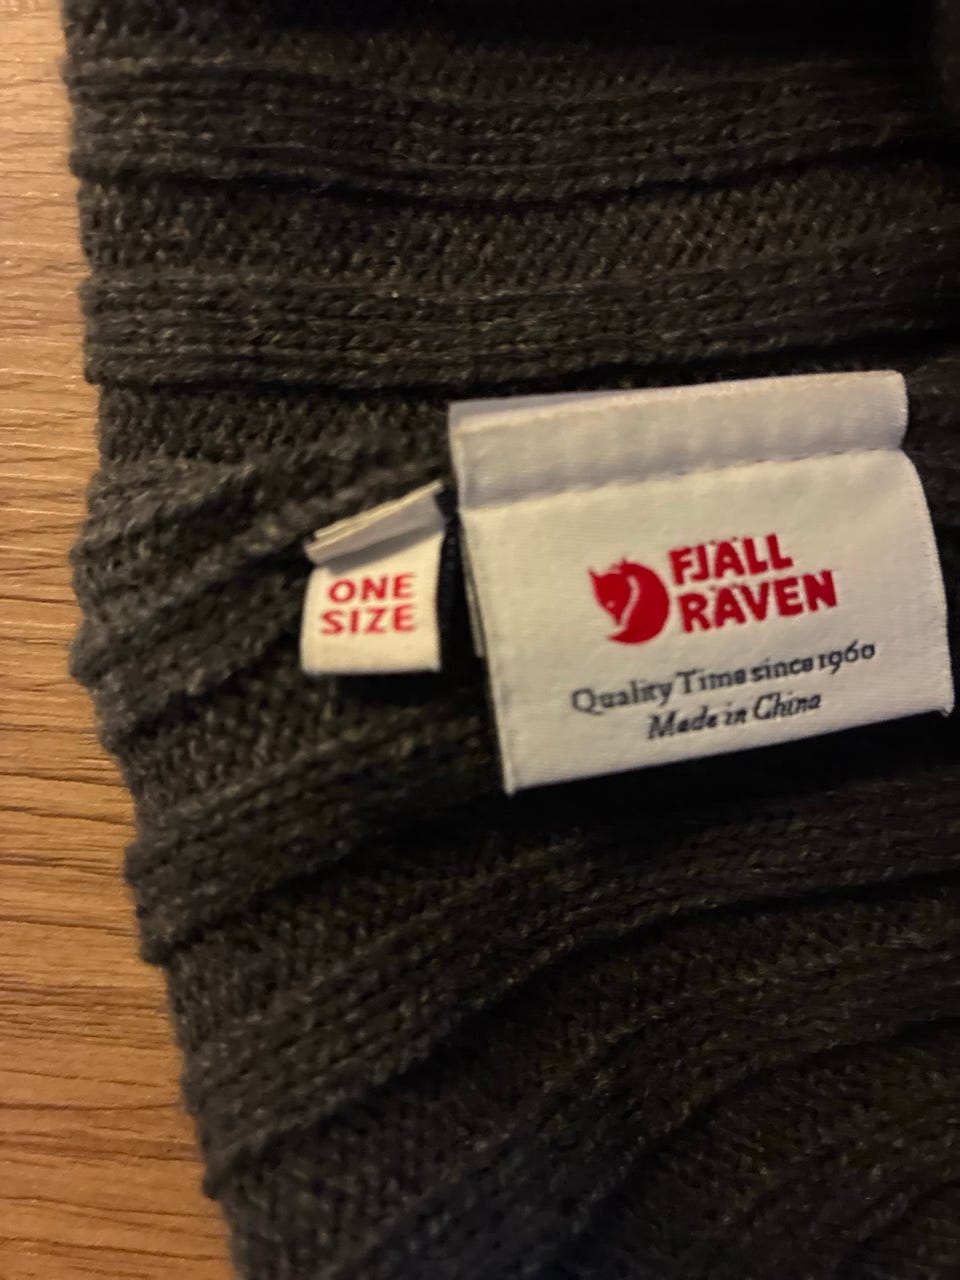 ONE
SIZE
FJÄLL
RÄVEN
Quality Time since 1960
Made in China